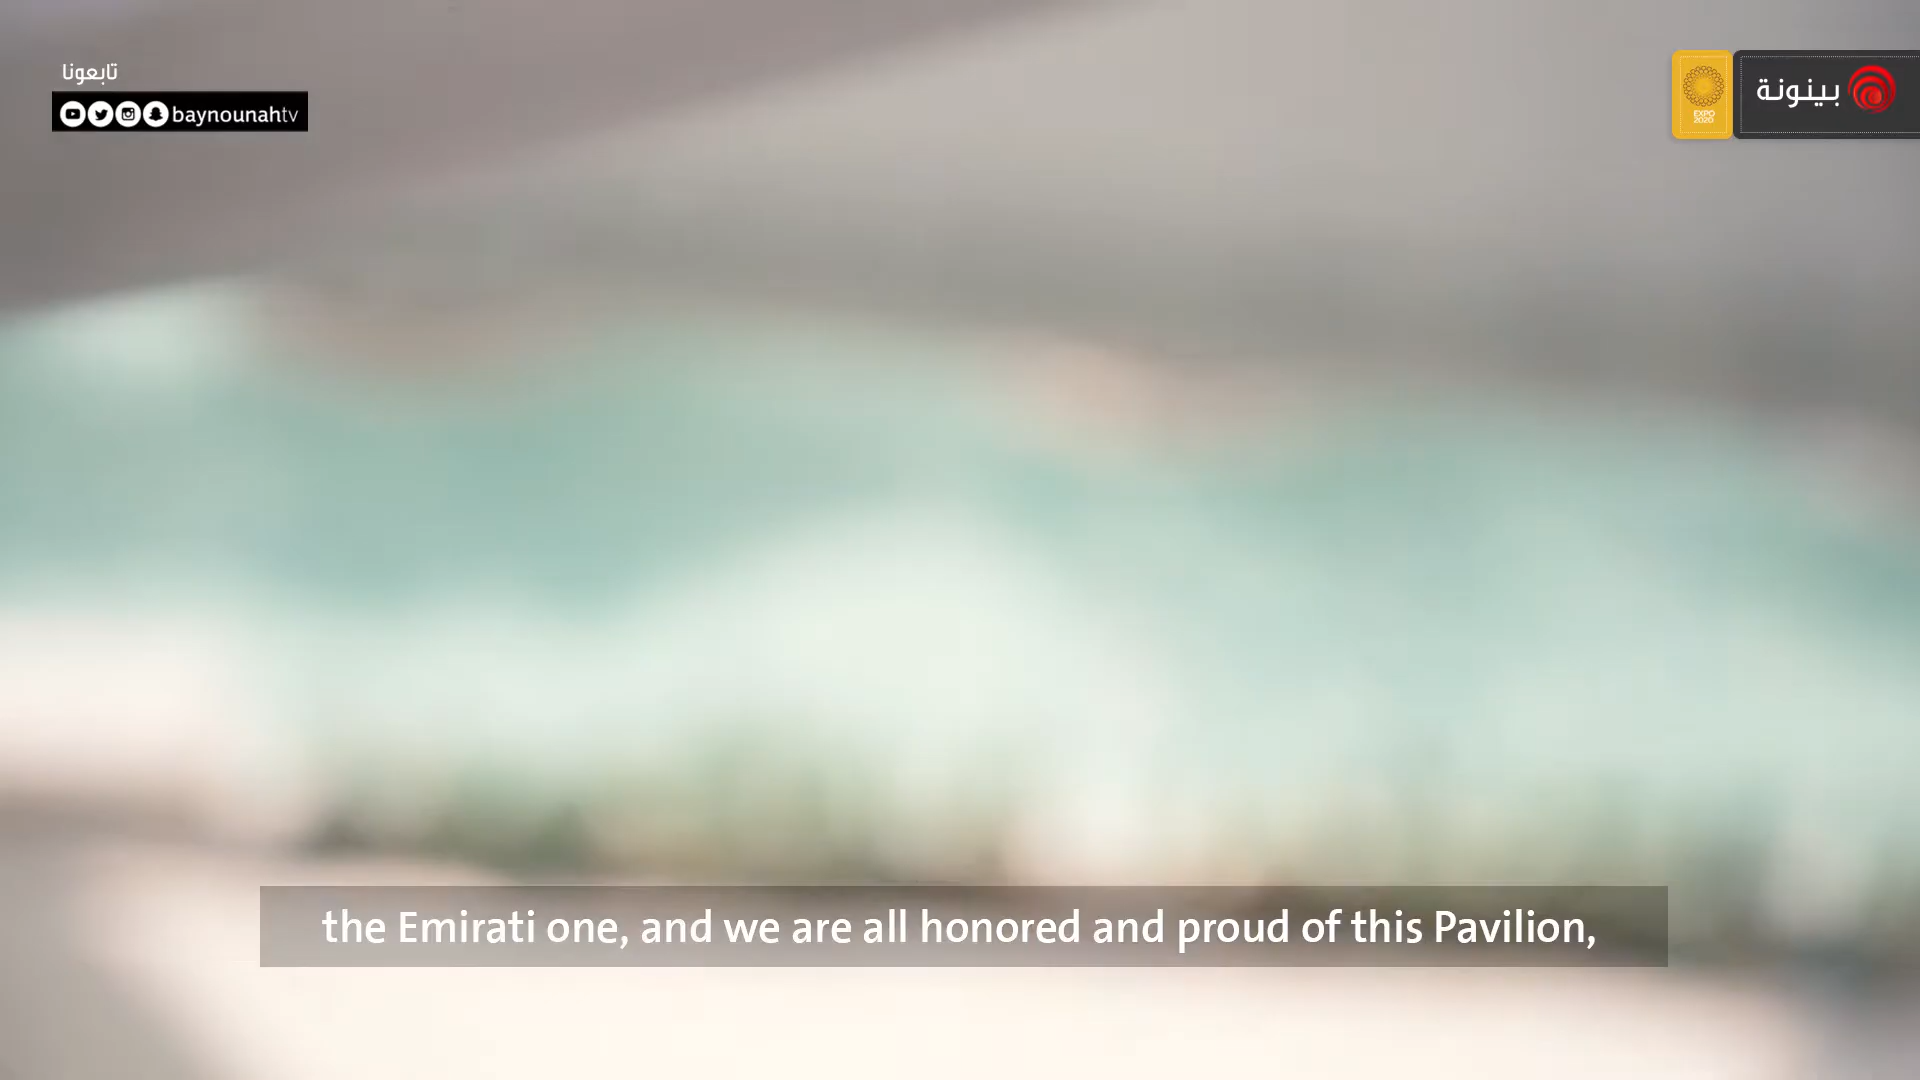 تابعونا
baynounahtv
بينونة
EXPO
2020
the Emirati one, and we are all honored and proud of this Pavilion,